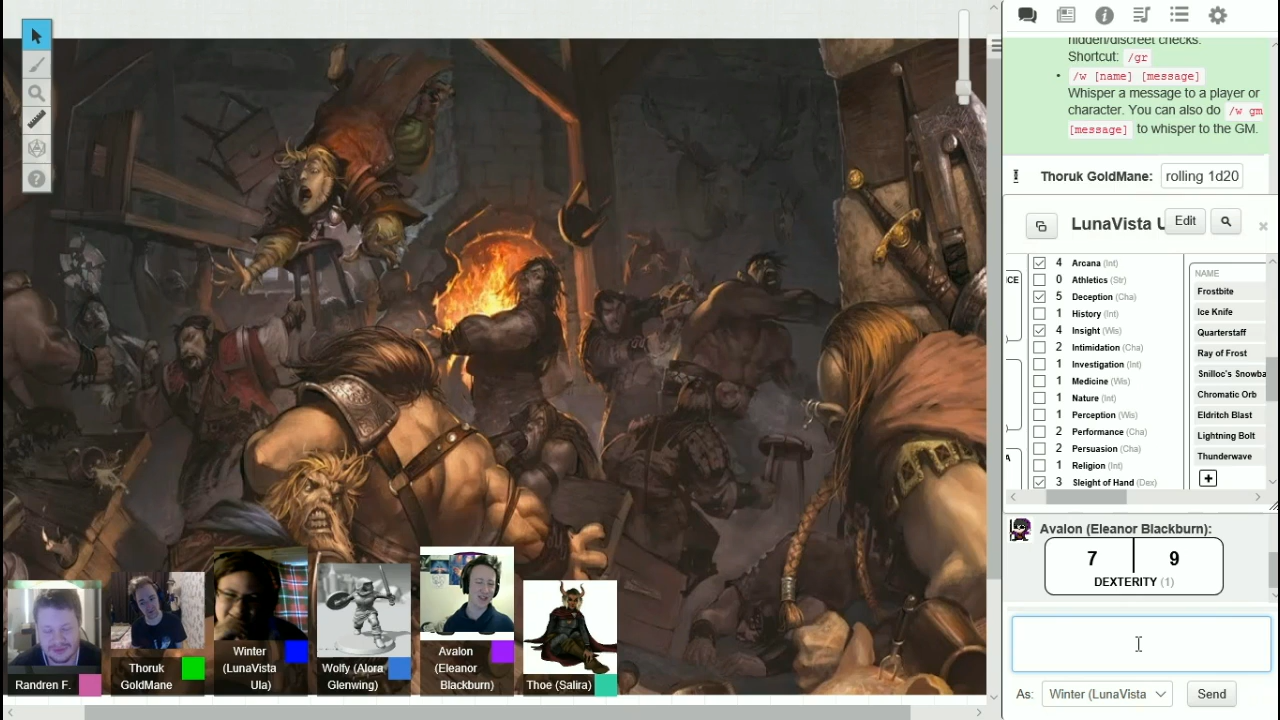 hidden/discreet checks.
Shortcut: /gr
• /w [name] [message]
Whisper a message to a player or
character. You can also do /w gm
[message] to whisper to the GM.
Thoruk GoldMane: rolling 1d20
LunaVista U
Edit
4 Arcana (Int)
0 Athletics (Str)
5 Deception (Cha)
1 History (Int)
4 Insight (Wis)
2 Intimidation (Cha)
1 Investigation (Int)
1 Medicine (Wis)
1 Nature (Int)
1 Perception (Wis)
2 Performance (Cha)
2 Persuasion (Cha)
1 Religion (Int)
3 Sleight of Hand (Dex)
ICE
A
NAME
Frostbite
Ice Knife
Quarterstaff
Ray of Frost
Snilloc's Snowba
Chromatic Orb
Eldritch Blast
Lightning Bolt
Thunderwave
+
Avalon (Eleanor Blackburn):
7 9
DEXTERITY (1)
As: Winter (LunaVista
Send
Randren F.
Thoruk
GoldMane
Winter
(LunaVista
Ula)
Wolfy (Alora
Glenwing)
Avalon
(Eleanor
Blackburn)
Thoe (Salira)